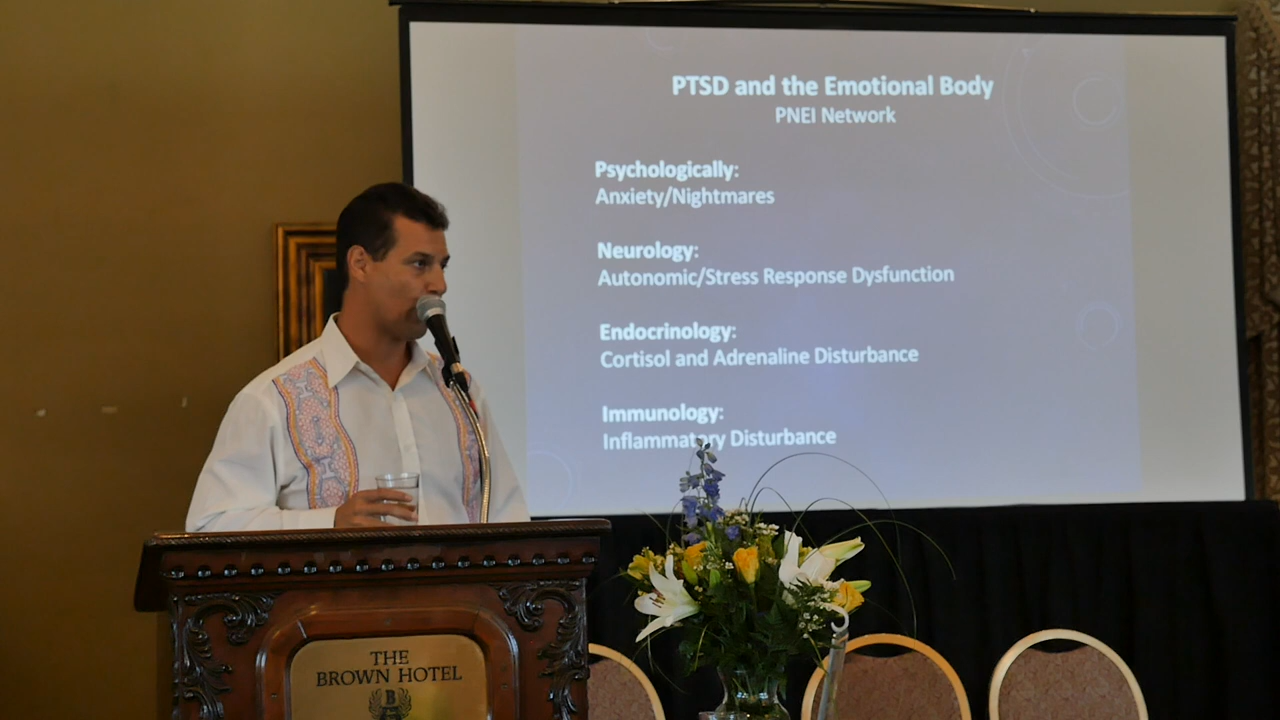 PTSD and the Emotional Body
PNEI Network
Psychologically:
Anxiety/Nightmares
Neurology:
Autonomic/Stress Response Dysfunction
Endocrinology:
Cortisol and Adrenaline Disturbance
Immunology:
Inflammatory Disturbance
THE
BROWN HOTEL
B